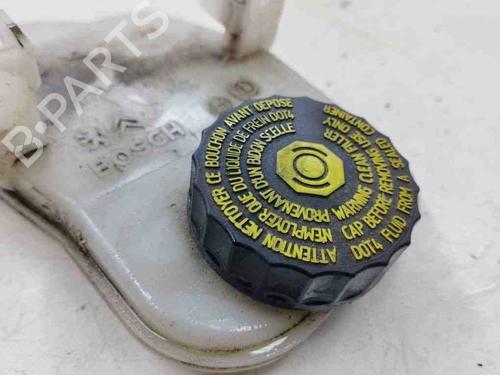 B-PARTS
BOSCH
ATTENTION NETTOYER CE BOUCHON AVANT DEPOSE
N'EMPLOYER QUE DU LIQUIDE DE FREIN DOT4
PROVENANT D'UN BIDON SCELLE
WARNING CLEAN FILLER
CAP BEFORE REMOVING USE ONLY
DOT4 FLUID FROM A SEALED
CONTAINER